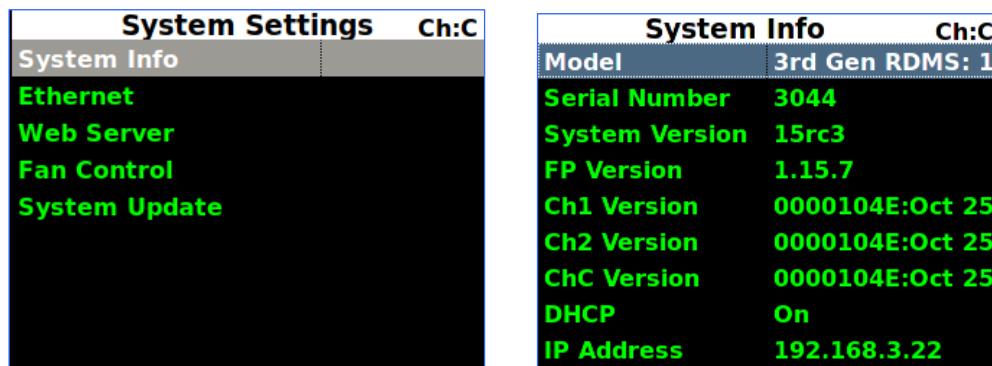 System Settings Ch:C
System Info
Ethernet
Web Server
Fan Control
System Update
System Info Ch:C
Model 3rd Gen RDMS: 1
Serial Number 3044
System Version 15rc3
FP Version 1.15.7
Ch1 Version 0000104E:Oct 25
Ch2 Version 0000104E:Oct 25
ChC Version 0000104E:Oct 25
DHCP On
IP Address 192.168.3.22